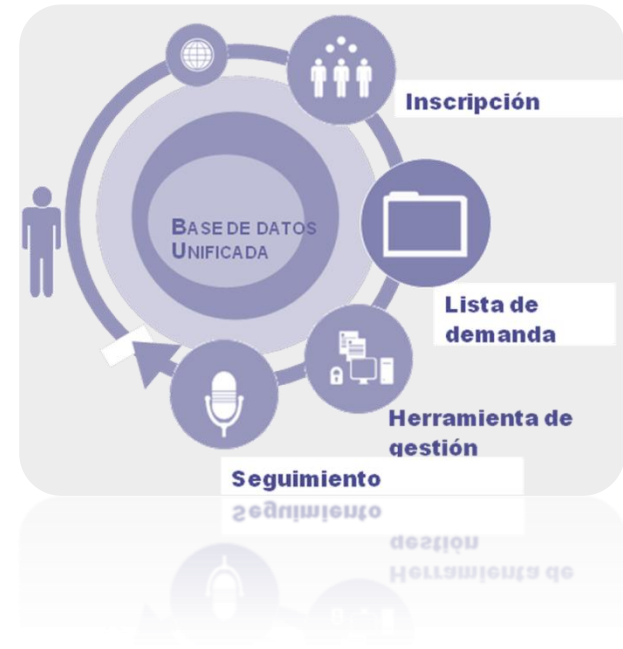 Inscripción
BASE DE DATOS
UNIFICADA
Lista de
demanda
Herramienta de
gestión
Seguimiento